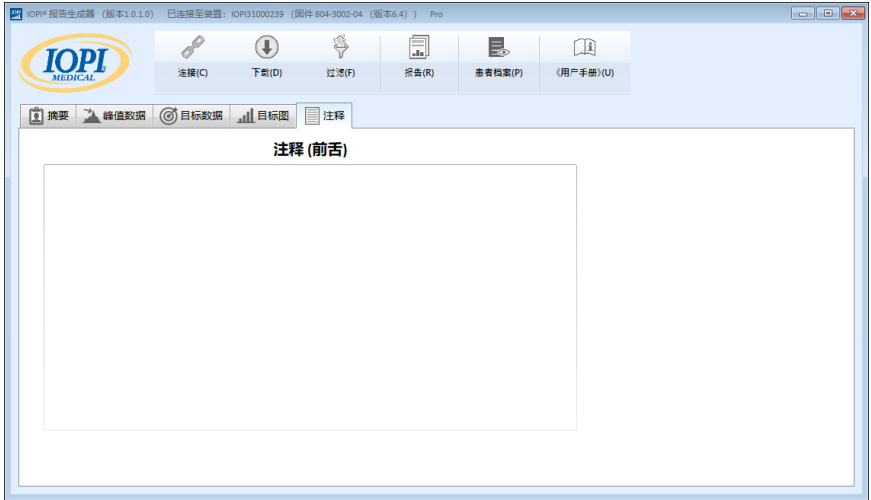 IOPI® 报告生成器 （版本1.0.1.0） 已连接至装置：IOPI31000239 （固件 804-3002-04 （版本6.4）） Pro
IOPI
MEDICAL
连接(C) 下载(D) 过滤(F) 报告(R) 患者档案(P) 《用户手册》(U)
摘要 峰值数据 目标数据 目标图 注释
注释 (前舌)